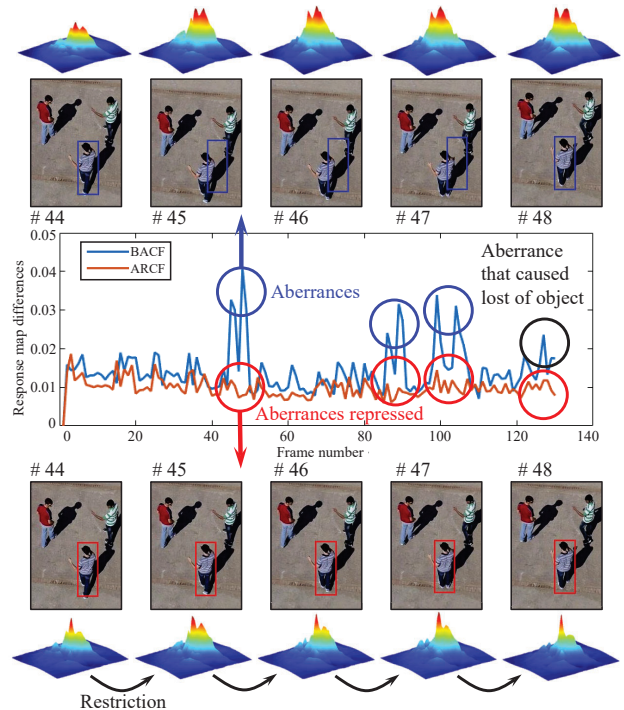 # 44 # 45 # 46 # 47 # 48
0.05
0.04
0.03
0.02
0.01
0
Response map differences
BACF
ARCF
Aberrances
Aberrance
that caused
lost of object
Aberrances repressed
0 20 40 60 80 100 120 140
Frame number
# 44 # 45 # 46 # 47 # 48
Restriction